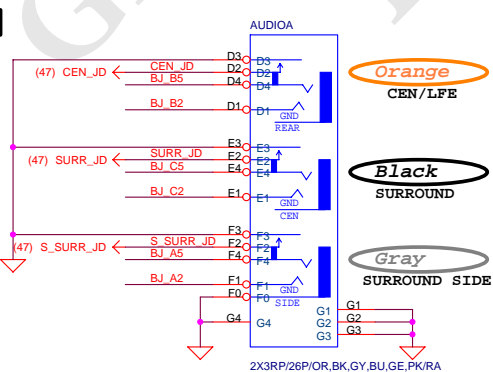 AUDIOA
D3 D3
(47) CEN_JD CEN_JD D2 D2
BJ_B5 D4 D4
BJ_B2 D1 D1
GND
REAR
Orange
CEN/LFE
E3 E3
(47) SURR_JD SURR_JD E2 E2
BJ_C5 E4 E4
BJ_C2 E1 E1
GND
CEN
Black
SURROUND
F3 F3
(47) S_SURR_JD S_SURR_JD F2 F2
BJ_A5 F4 F4
BJ_A2 F1 F1
GND
F0 F0
SIDE
Gray
SURROUND SIDE
G4 G4
G1 G1
G2 G2
G3 G3
2X3RP/26P/OR,BK,GY,BU,GE,PK/RA